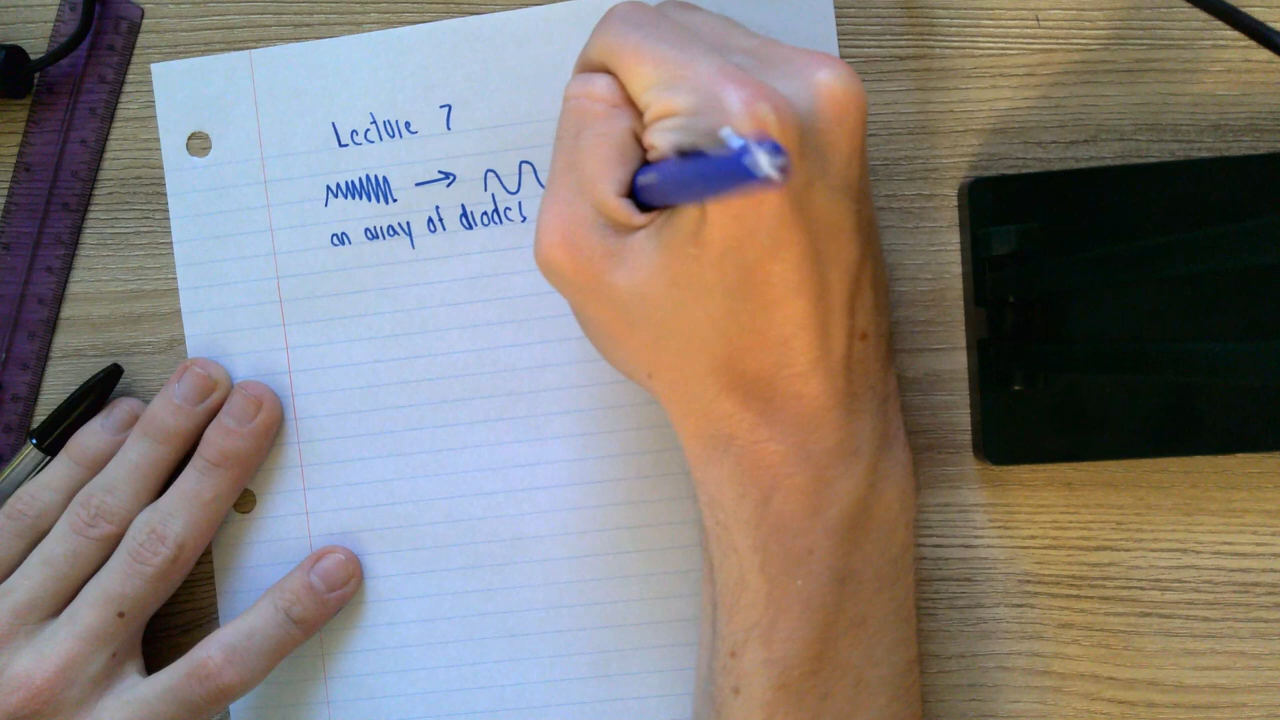 Lecture 7
→
an array of diodes